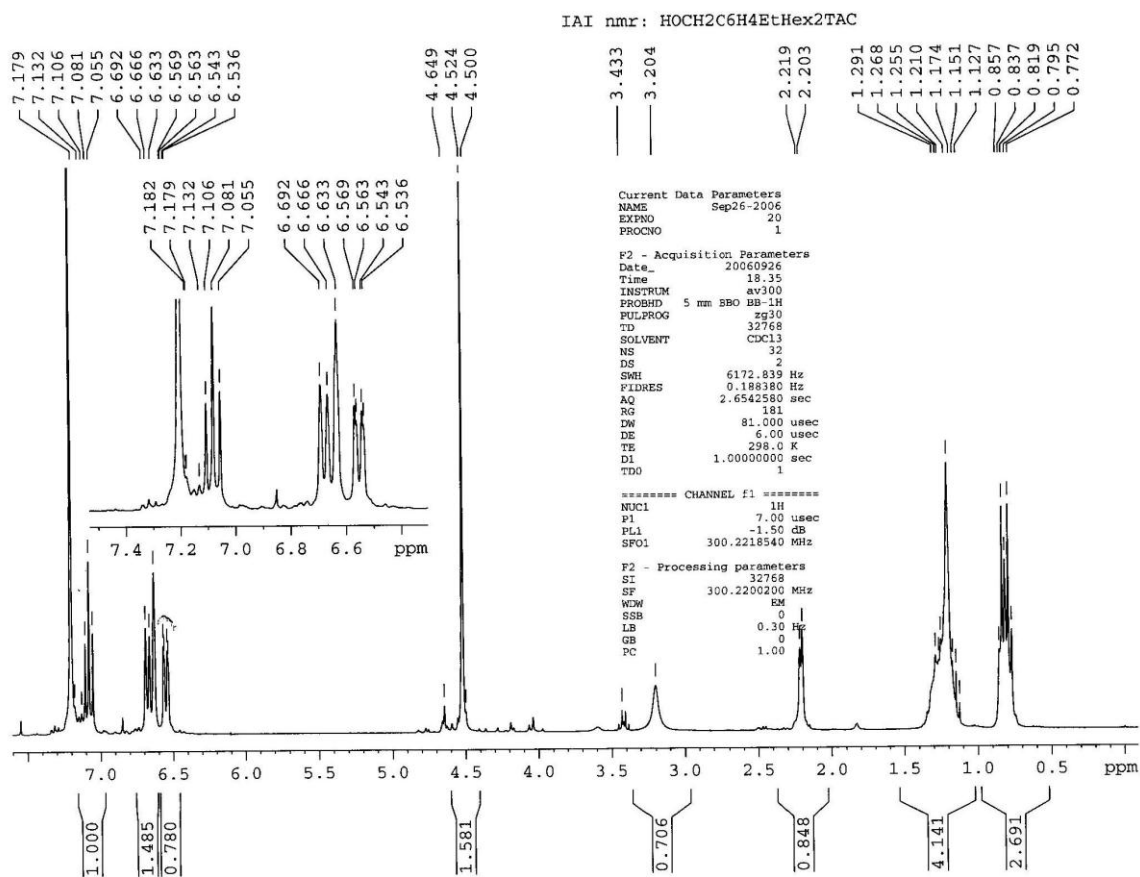 IAI nmr: HOCH2C6H4EtHex2TAC
7.179
7.132
7.106
7.081
7.055
6.692
6.666
6.633
6.569
6.563
6.543
6.536
4.649
4.524
4.500
3.433
3.204
2.219
2.203
1.291
1.268
1.255
1.210
1.174
1.151
1.127
0.857
0.837
0.819
0.795
0.772
7.182
7.179
7.132
7.106
7.081
7.055
6.692
6.666
6.633
6.569
6.563
6.543
6.536
Current Data Parameters
NAME Sep26-2006
EXPNO 20
PROCNO 1
F2 - Acquisition Parameters
Date_ 20060926
Time 18.35
INSTRUM av300
PROBHD 5 mm BBO BB-1H
PULPROG zg30
TD 32768
SOLVENT CDCl3
NS 32
DS 2
SWH 6172.839 Hz
FIDRES 0.188380 Hz
AQ 2.6542580 sec
RG 181
DW 81.000 usec
DE 6.00 usec
TE 298.0 K
D1 1.00000000 sec
TD0 1
======== CHANNEL f1 ========
NUC1 1H
P1 7.00 usec
PL1 -1.50 dB
SFO1 300.2218540 MHz
F2 - Processing parameters
SI 32768
SF 300.2200200 MHz
WDW EM
SSB 0
LB 0.30 Hz
GB 0
PC 1.00
7.4 7.2 7.0 6.8 6.6 ppm
7.0 6.5 6.0 5.5 5.0 4.5 4.0 3.5 3.0 2.5 2.0 1.5 1.0 0.5 ppm
1.000
1.485
0.780
1.581
0.706
0.848
4.141
2.691